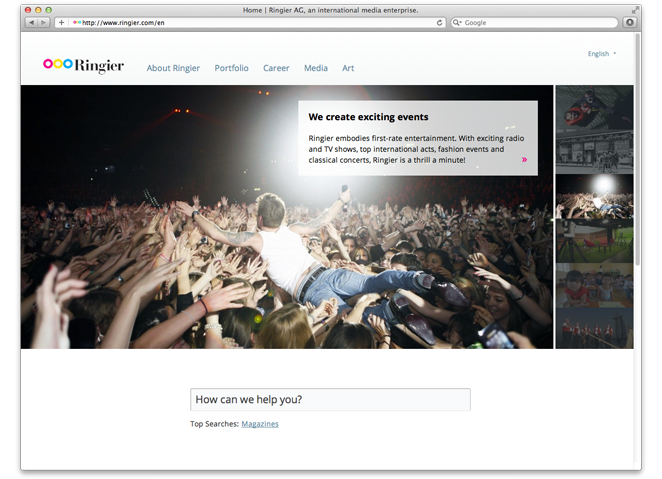 Home | Ringier AG, an international media enterprise.
http://www.ringier.com/en
Google
English
Ringier
About Ringier
Portfolio
Career
Media
Art
We create exciting events
Ringier embodies first-rate entertainment. With exciting radio
and TV shows, top international acts, fashion events and
classical concerts, Ringier is a thrill a minute!
»
How can we help you?
Top Searches: Magazines